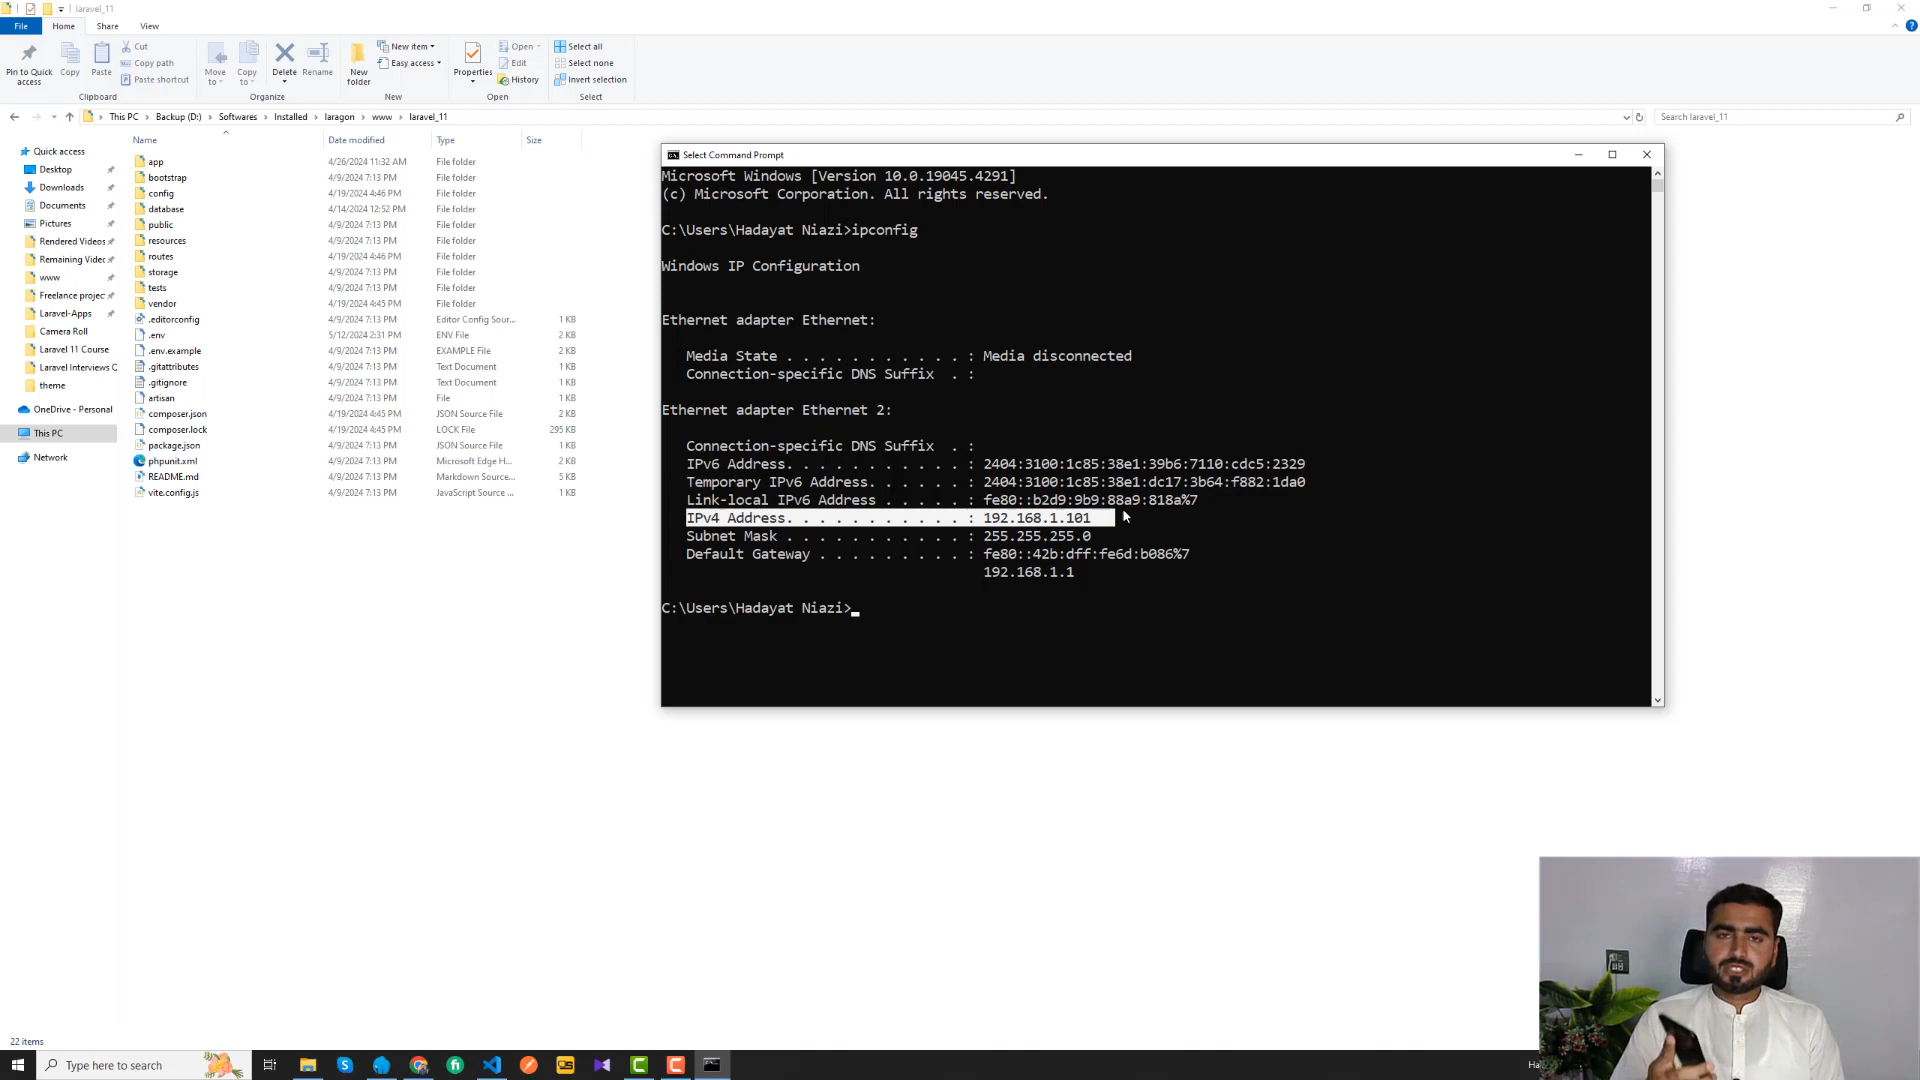 laravel_11
File
Home
Share
View
Pin to Quick access
Copy
Paste
Cut
Copy path
Paste shortcut
Clipboard
Move to
Copy to
Delete
Rename
Organize
New folder
New item
Easy access
New
Properties
Open
Edit
History
Open
Select all
Select none
Invert selection
Select
This PC > Backup (D:) > Softwares > Installed > laragon > www > laravel_11
Search laravel_11
Quick access
Desktop
Downloads
Documents
Pictures
Rendered Videos
Remaining Videc
www
Freelance projec
Laravel-Apps
Camera Roll
Laravel 11 Course
Laravel Interviews Q
theme
OneDrive - Personal
This PC
Network
Name Date modified Type Size
app 4/26/2024 11:32 AM File folder
bootstrap 4/9/2024 7:13 PM File folder
config 4/19/2024 4:46 PM File folder
database 4/14/2024 12:52 PM File folder
public 4/9/2024 7:13 PM File folder
resources 4/9/2024 7:13 PM File folder
routes 4/19/2024 4:46 PM File folder
storage 4/9/2024 7:13 PM File folder
tests 4/9/2024 7:13 PM File folder
vendor 4/19/2024 4:45 PM File folder
.editorconfig 4/9/2024 7:13 PM Editor Config Sour... 1 KB
.env 5/12/2024 2:31 PM ENV File 2 KB
.env.example 4/9/2024 7:13 PM EXAMPLE File 2 KB
.gitattributes 4/9/2024 7:13 PM Text Document 1 KB
.gitignore 4/9/2024 7:13 PM Text Document 1 KB
artisan 4/9/2024 7:13 PM File 1 KB
composer.json 4/19/2024 4:45 PM JSON Source File 2 KB
composer.lock 4/19/2024 4:45 PM LOCK File 295 KB
package.json 4/9/2024 7:13 PM JSON Source File 1 KB
phpunit.xml 4/9/2024 7:13 PM Microsoft Edge H... 2 KB
README.md 4/9/2024 7:13 PM Markdown Source... 3 KB
vite.config.js 4/9/2024 7:13 PM JavaScript Source ... 1 KB
Select Command Prompt
Microsoft Windows [Version 10.0.19045.4291]
(c) Microsoft Corporation. All rights reserved.
C:\Users\Hadayat Niazi>ipconfig
Windows IP Configuration
Ethernet adapter Ethernet:
Media State . . . . . . . . . . . : Media disconnected
Connection-specific DNS Suffix . :
Ethernet adapter Ethernet 2:
Connection-specific DNS Suffix . :
IPv6 Address. . . . . . . . . . . : 2404:3100:1c85:38e1:39b6:7110:cdc5:2329
Temporary IPv6 Address. . . . . . : 2404:3100:1c85:38e1:dc17:3b64:f882:1da0
Link-local IPv6 Address . . . . . : fe80::b2d9:9b9:88a9:818a%7
IPv4 Address. . . . . . . . . . . : 192.168.1.101
Subnet Mask . . . . . . . . . . . : 255.255.255.0
Default Gateway . . . . . . . . . : fe80::42b:dff:fe6d:b086%7
192.168.1.1
C:\Users\Hadayat Niazi>
22 items
Type here to search